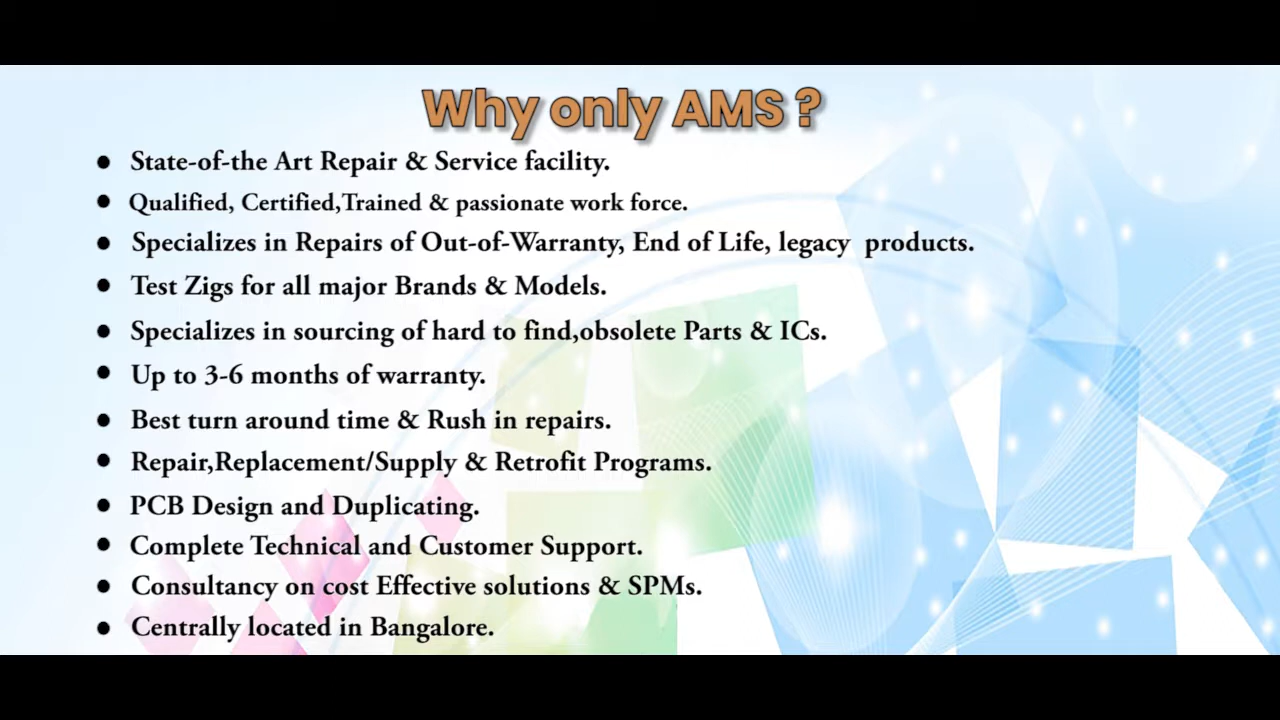 Why only AMS ?
● State-of-the Art Repair & Service facility.
● Qualified, Certified,Trained & passionate work force.
● Specializes in Repairs of Out-of-Warranty, End of Life, legacy  products.
● Test Zigs for all major Brands & Models.
● Specializes in sourcing of hard to find,obsolete Parts & ICs.
● Up to 3-6 months of warranty.
● Best turn around time & Rush in repairs.
● Repair,Replacement/Supply & Retrofit Programs.
● PCB Design and Duplicating.
● Complete Technical and Customer Support.
● Consultancy on cost Effective solutions & SPMs.
● Centrally located in Bangalore.